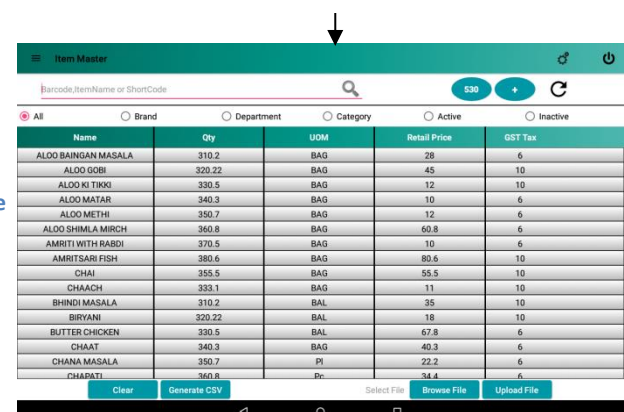 Item Master
Barcode,ItemName or ShortCode 530 +
All Brand Department Category Active Inactive
Name Qty UOM Retail Price GST Tax
ALOO BAINGAN MASALA 310.2 BAG 28 6
ALOO GOBI 320.22 BAG 45 10
ALOO KI TIKKI 330.5 BAG 12 10
ALOO MATAR 340.3 BAG 10 6
e
ALOO METHI 350.7 BAG 12 6
ALOO SHIMLA MIRCH 360.8 BAG 60.8 6
AMRITI WITH RABDI 370.5 BAG 10 6
AMRITSARI FISH 380.6 BAG 80.6 10
CHAI 355.5 BAG 55.5 10
CHAACH 333.1 BAG 11 10
BHINDI MASALA 310.2 BAL 35 10
BIRYANI 320.22 BAL 18 10
BUTTER CHICKEN 330.5 BAL 67.8 6
CHAAT 340.3 BAG 40.3 6
CHANA MASALA 350.7 Pl 22.2 6
CHAPATI 360.8 Pc 34.4 6
Clear Generate CSV Select File Browse File Upload File